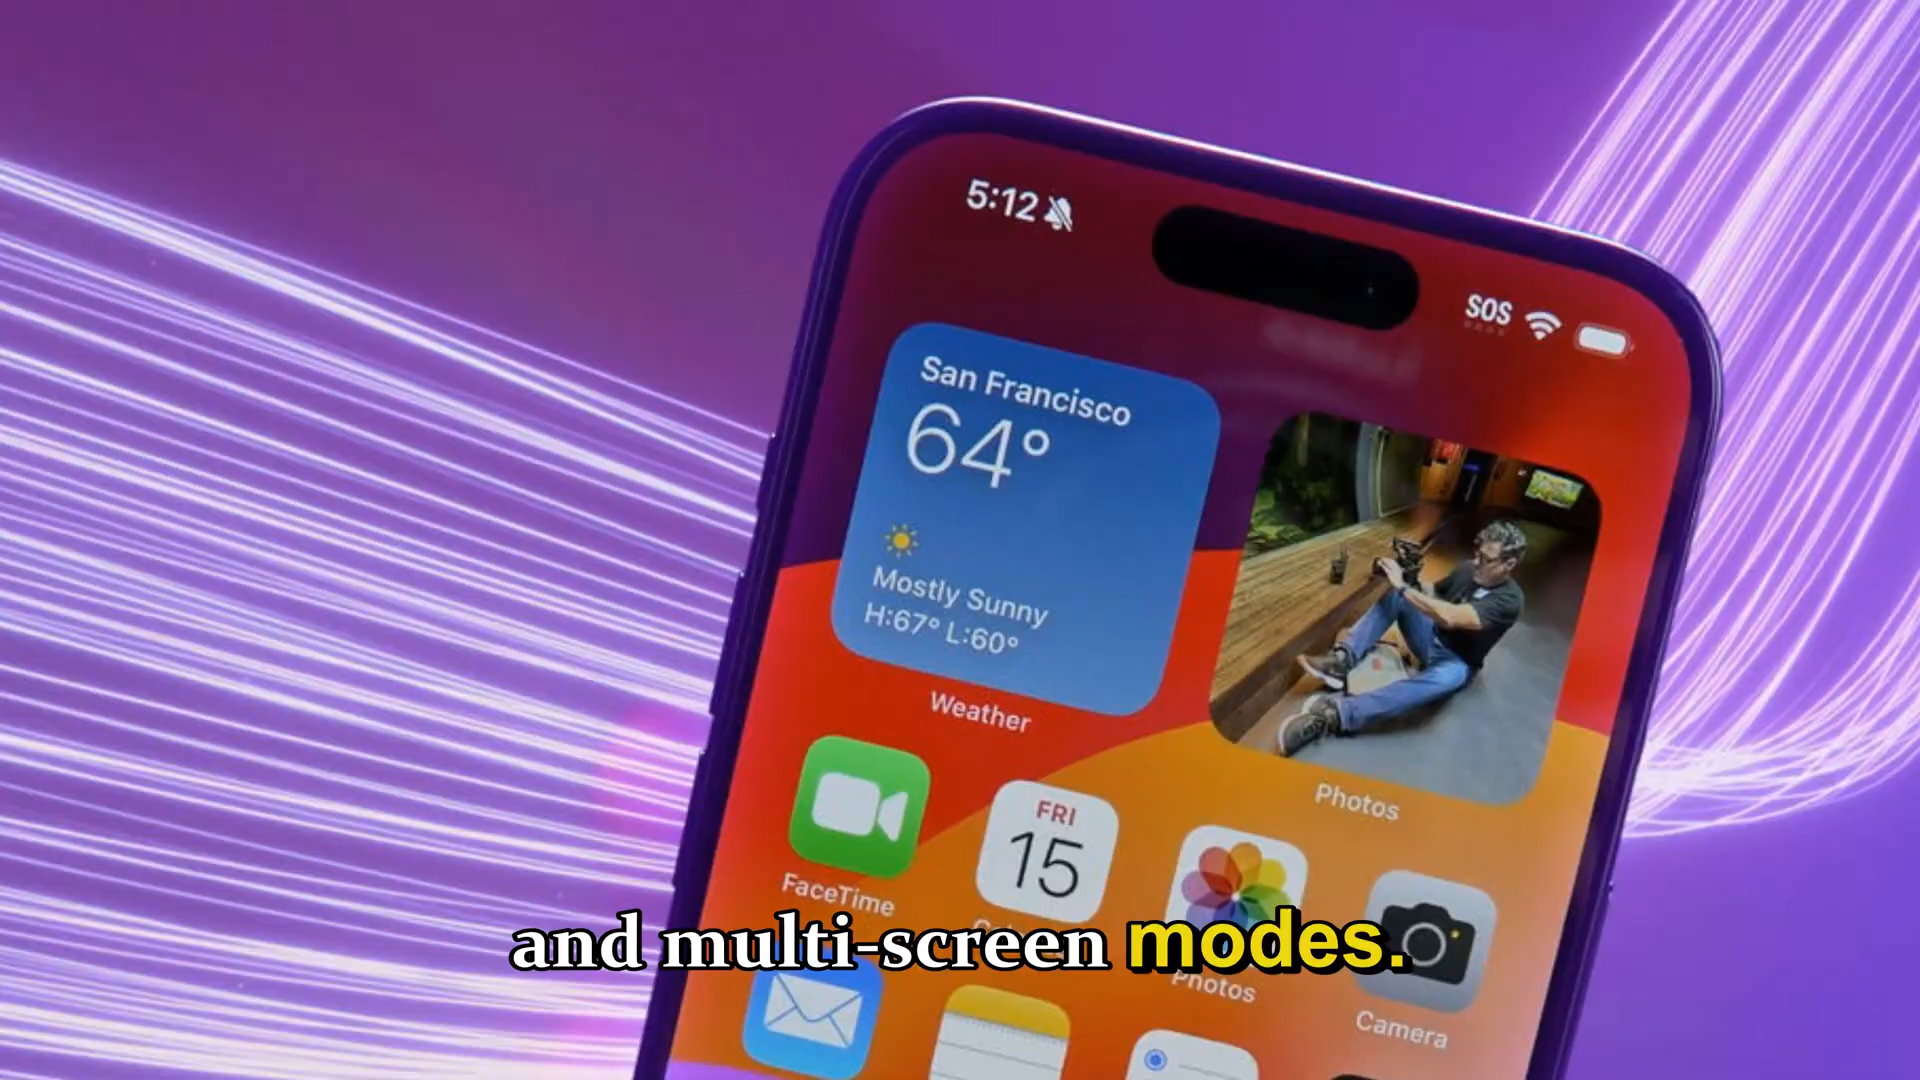 5:12
SOS
San Francisco
64°
Mostly Sunny
H:67° L:60°
Weather
Photos
FRI
15
FaceTime
and multi-screen modes.
Photos
Camera